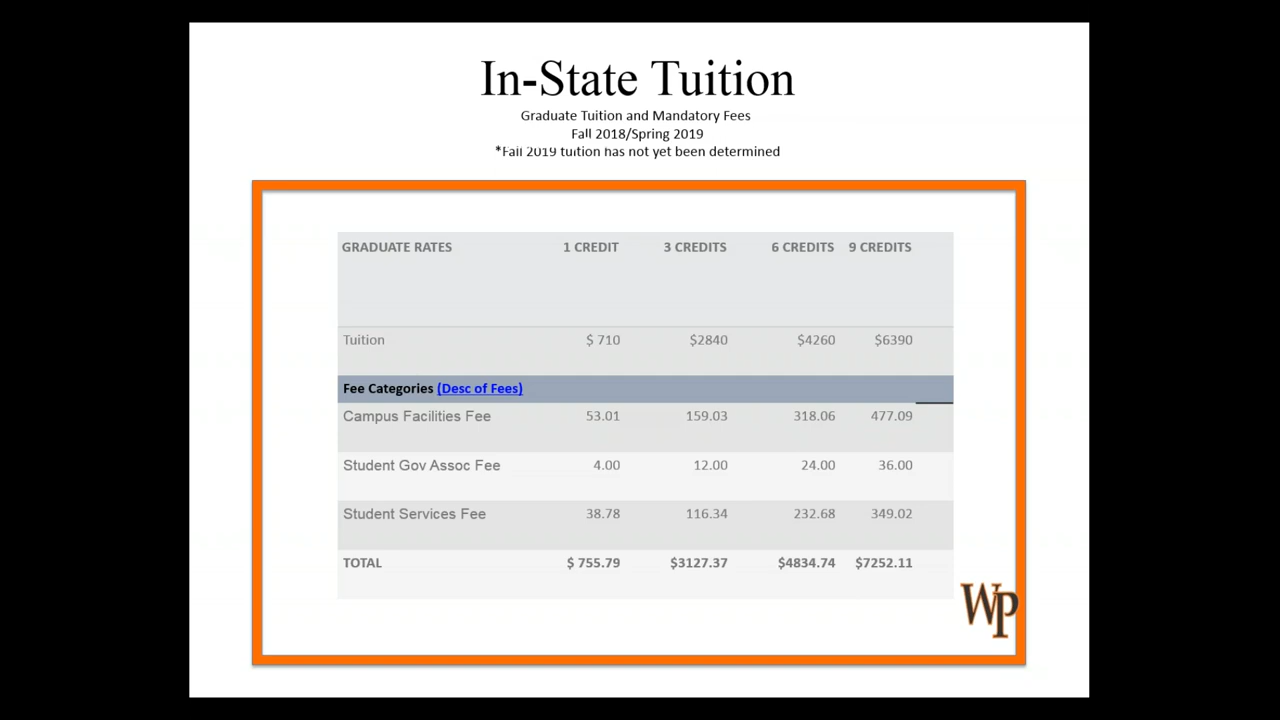 In-State Tuition
Graduate Tuition and Mandatory Fees
Fall 2018/Spring 2019
*Fall 2019 tuition has not yet been determined
GRADUATE RATES 1 CREDIT 3 CREDITS 6 CREDITS 9 CREDITS
Tuition $ 710 $2840 $4260 $6390
Fee Categories (Desc of Fees)
Campus Facilities Fee 53.01 159.03 318.06 477.09
Student Gov Assoc Fee 4.00 12.00 24.00 36.00
Student Services Fee 38.78 116.34 232.68 349.02
TOTAL $ 755.79 $3127.37 $4834.74 $7252.11
WP